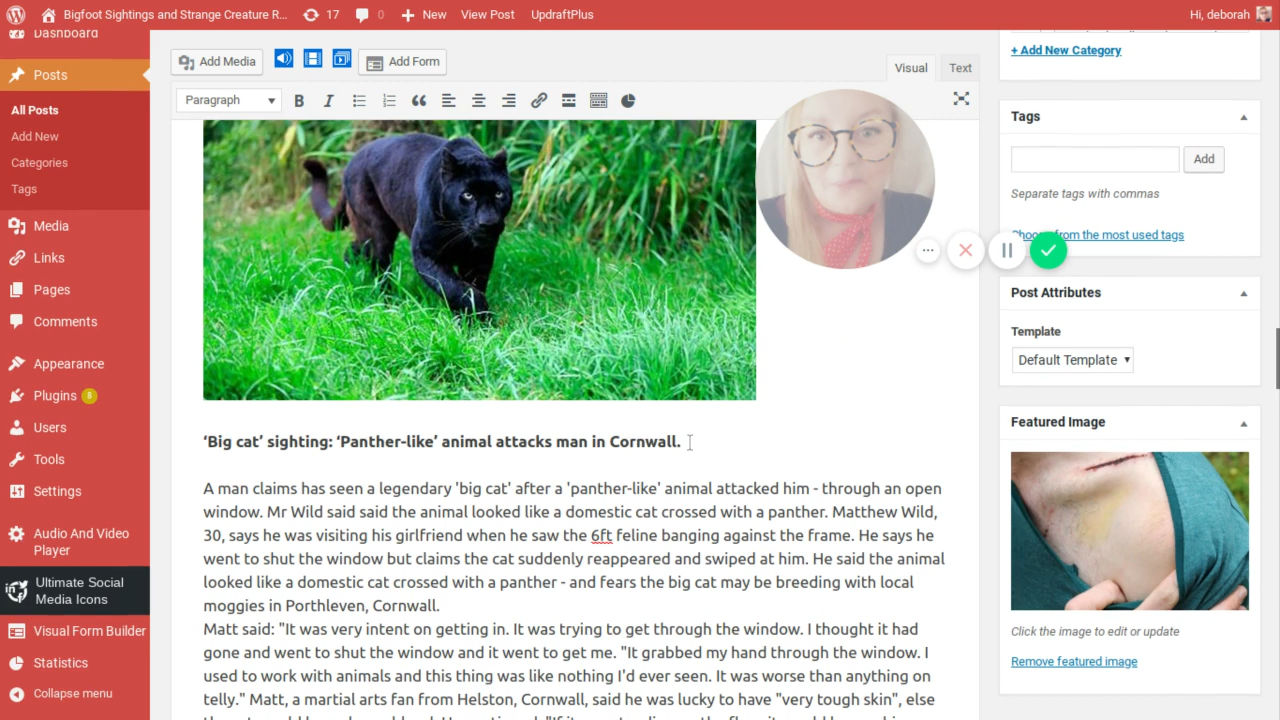 Bigfoot Sightings and Strange Creature R...
17
0
New
View Post
UpdraftPlus
Hi, deborah
Dashboard
Posts
All Posts
Add New
Categories
Tags
Media
Links
Pages
Comments
Appearance
Plugins 8
Users
Tools
Settings
Audio And Video
Player
Ultimate Social
Media Icons
Visual Form Builder
Statistics
Collapse menu
Add Media
Add Form
Visual
Text
Paragraph
‘Big cat’ sighting: ‘Panther-like’ animal attacks man in Cornwall.
A man claims has seen a legendary 'big cat' after a 'panther-like' animal attacked him - through an open
window. Mr Wild said said the animal looked like a domestic cat crossed with a panther. Matthew Wild,
30, says he was visiting his girlfriend when he saw the 6ft feline banging against the frame. He says he
went to shut the window but claims the cat suddenly reappeared and swiped at him. He said the animal
looked like a domestic cat crossed with a panther - and fears the big cat may be breeding with local
moggies in Porthleven, Cornwall.
Matt said: "It was very intent on getting in. It was trying to get through the window. I thought it had
gone and went to shut the window and it went to get me. "It grabbed my hand through the window. I
used to work with animals and this thing was like nothing I'd ever seen. It was worse than anything on
telly." Matt, a martial arts fan from Helston, Cornwall, said he was lucky to have "very tough skin", else
+ Add New Category
Tags
Add
Separate tags with commas
Choose from the most used tags
Post Attributes
Template
Default Template
Featured Image
Click the image to edit or update
Remove featured image